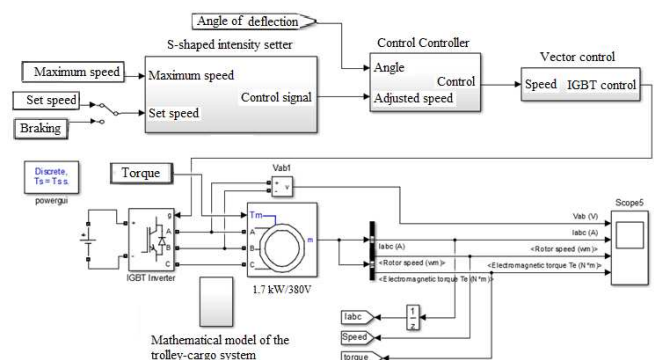 Angle of deflection
S-shaped intensity setter
Control Controller
Vector control
Maximum speed
Maximum speed
Angle
Control
Speed
IGBT control
Set speed
Control signal
Adjusted speed
Set speed
Braking
Discrete,
Ts = Ts s.
powergui
Torque
Vab1
+
-
v
Scope5
g
A
B
C
+
-
IGBT Inverter
Tm
A
B
C
m
1.7 kW/380V
Vab (V)
Iabc (A)
Iabc (A)
<Rotor speed (wm)>
<Rotor speed (wm)>
<Electromagnetic torque Te (N*m)>
<Electromagnetic torque Te (N*m)>
Mathematical model of the
trolley-cargo system
Iabc
1
z
Speed
torque